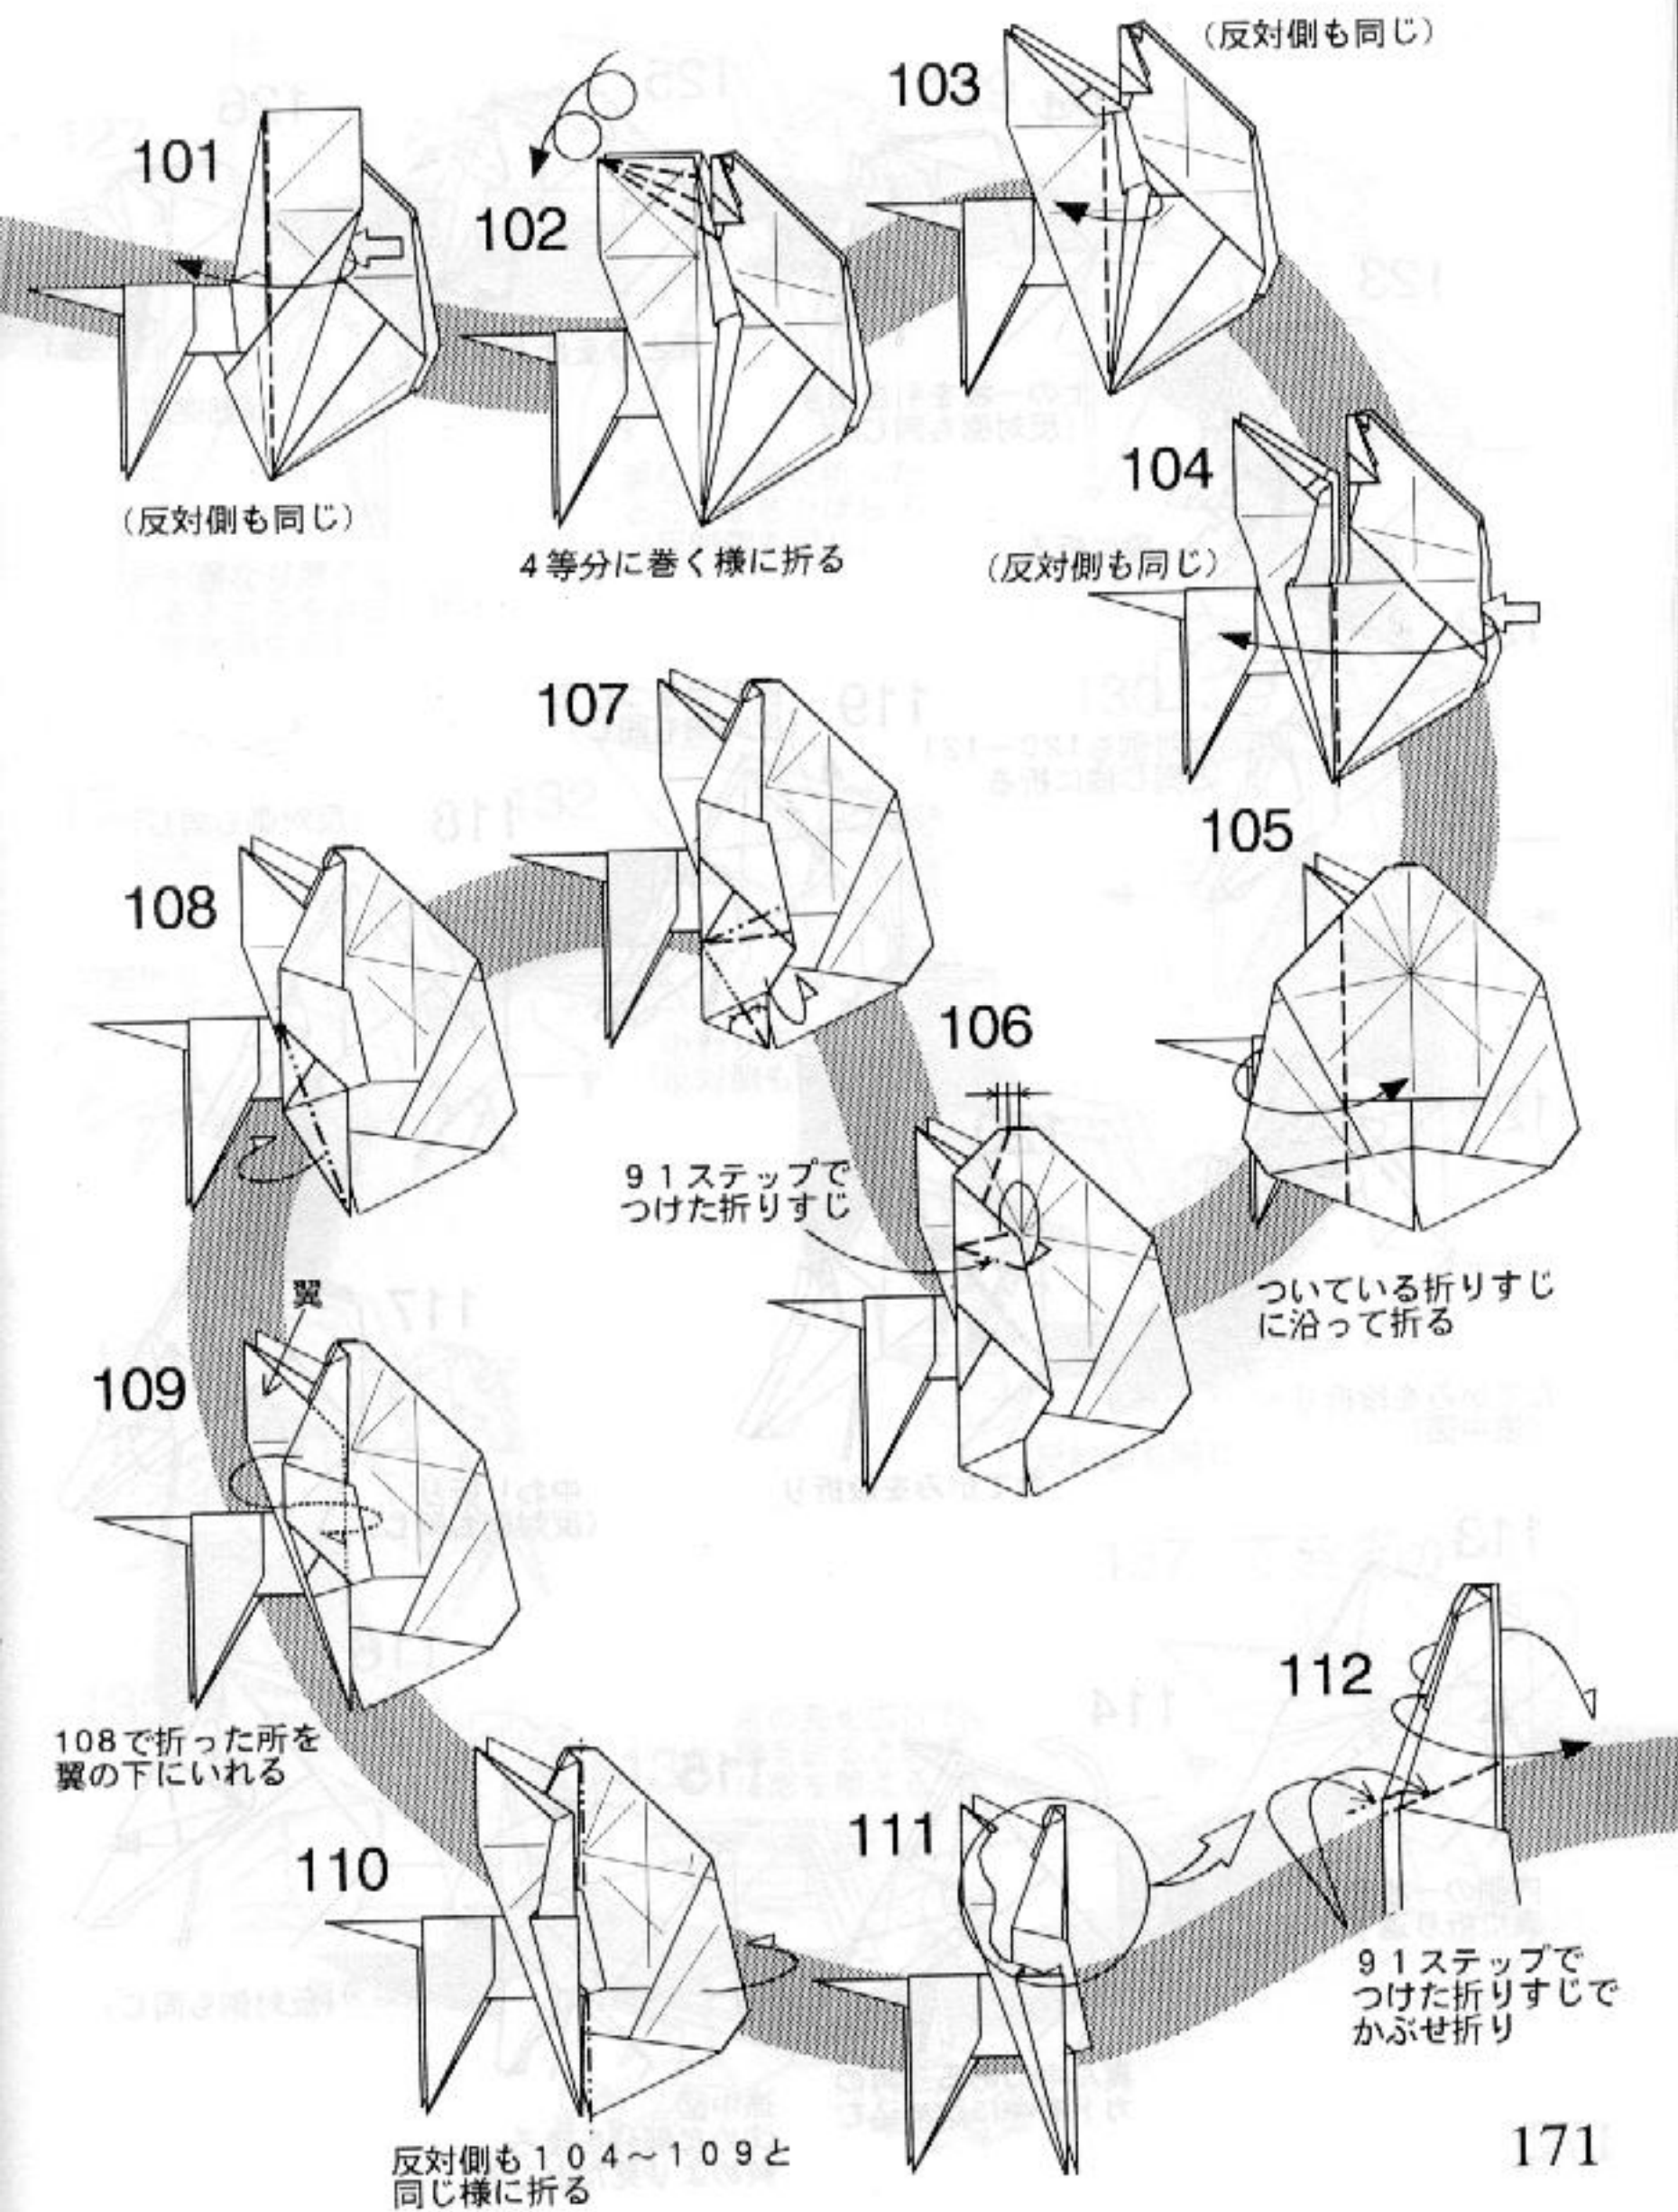 101
(反対側も同じ)
102
4等分に巻く様に折る
103
(反対側も同じ)
104
(反対側も同じ)
105
ついている折りすじ
に沿って折る
106
91ステップで
つけた折りすじ
107
108
翼
109
108で折った所を
翼の下にいれる
110
反対側も104~109と
同じ様に折る
111
112
91ステップで
つけた折りすじで
かぶせ折り
171